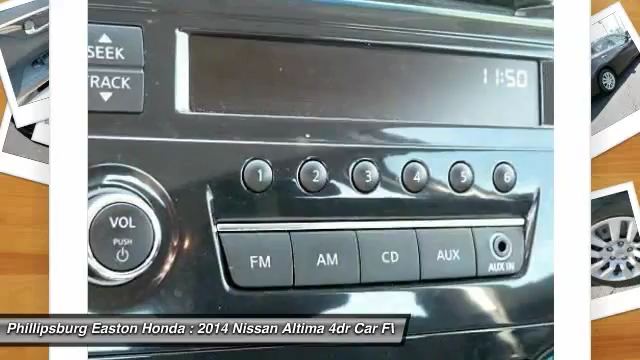 SEEK
TRACK
11:50
1 2 3 4 5 6
VOL
PUSH
FM AM CD AUX
AUX IN
Phillipsburg Easton Honda : 2014 Nissan Altima 4dr Car F\